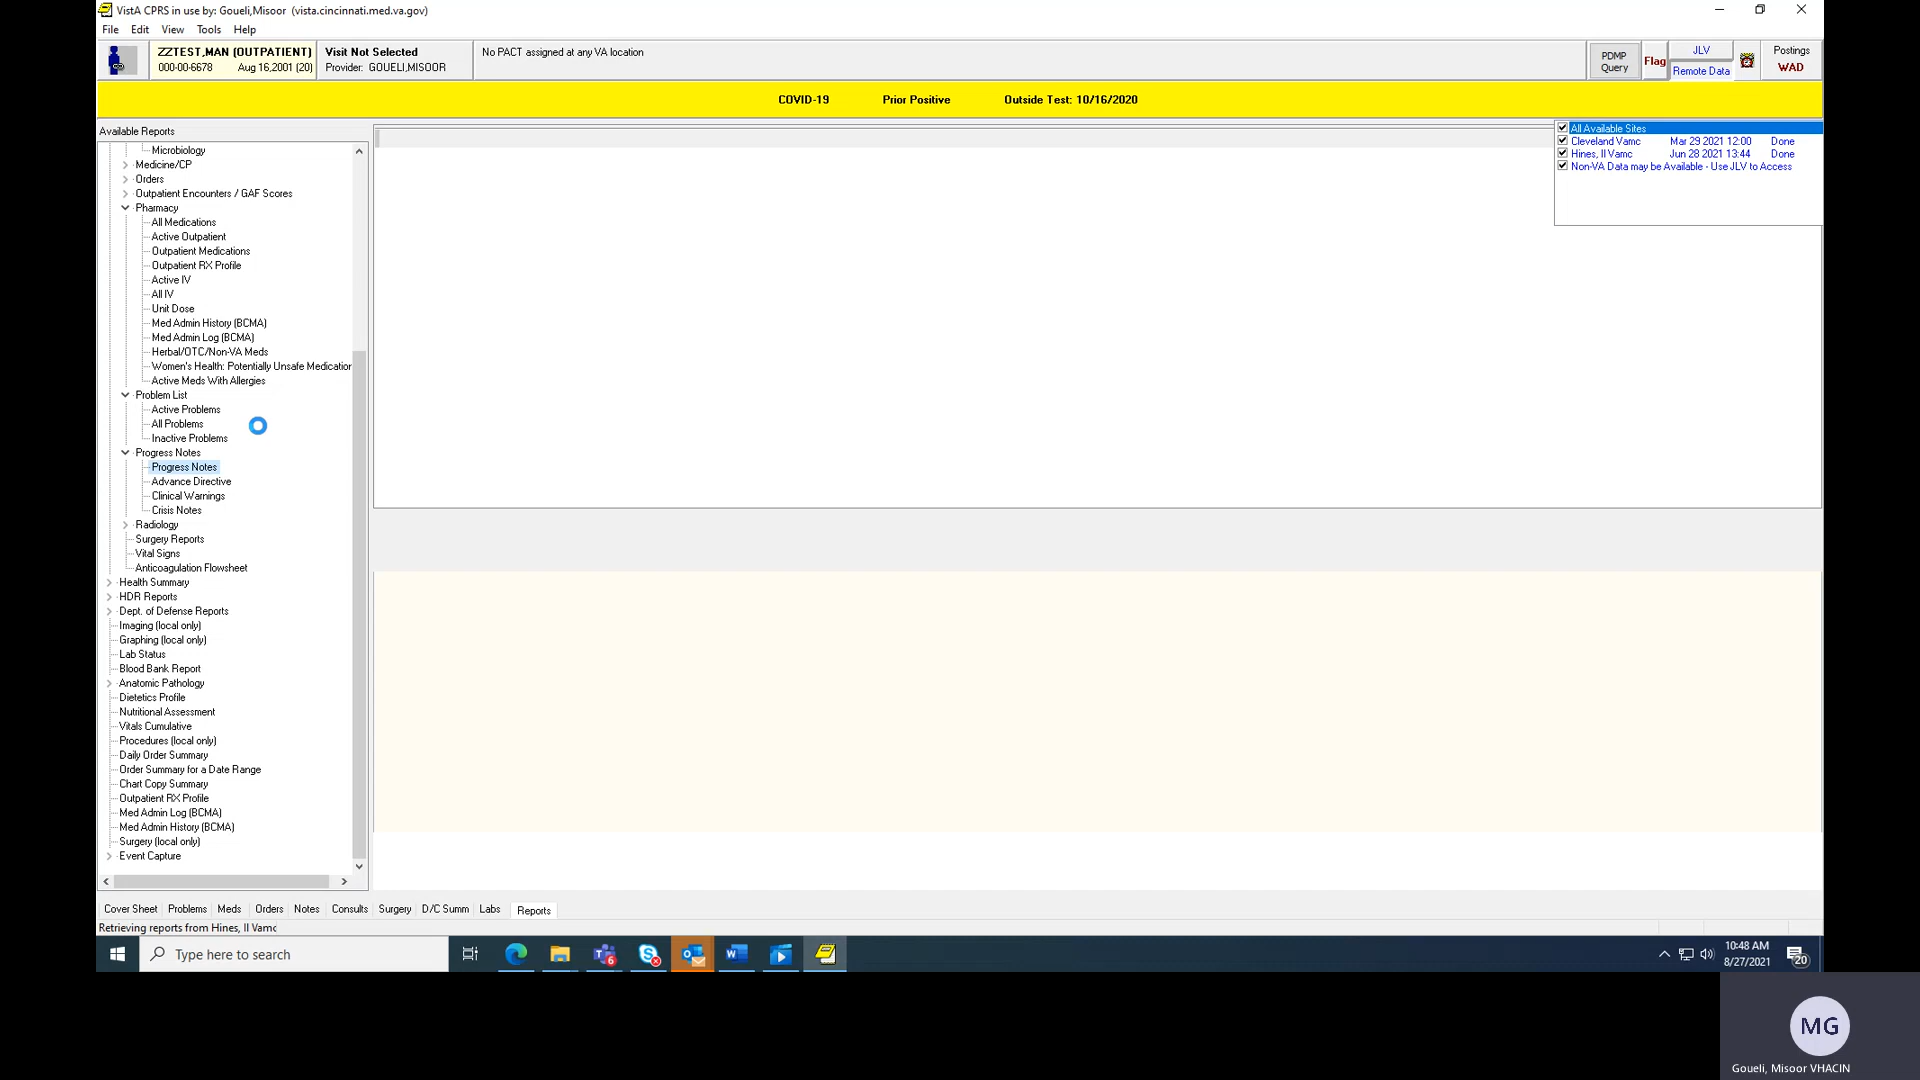 VistA CPRS in use by: Goueli,Misoor (vista.cincinnati.med.va.gov)
File Edit View Tools Help
ZZTEST,MAN (OUTPATIENT) Visit Not Selected No PACT assigned at any VA location
000-00-6678 Aug 16,2001 (20) Provider: GOUELI,MISOOR
PDMP Query Flag JLV Remote Data Postings WAD
COVID-19 Prior Positive Outside Test: 10/16/2020
Available Reports
All Available Sites
Cleveland Vamc Mar 29 2021 12:00 Done
Hines, Il Vamc Jun 28 2021 13:44 Done
Non-VA Data may be Available - Use JLV to Access
Microbiology
Medicine/CP
Orders
Outpatient Encounters / GAF Scores
Pharmacy
All Medications
Active Outpatient
Outpatient Medications
Outpatient RX Profile
Active IV
All IV
Unit Dose
Med Admin History (BCMA)
Med Admin Log (BCMA)
Herbal/OTC/Non-VA Meds
Women's Health: Potentially Unsafe Medication
Active Meds With Allergies
Problem List
Active Problems
All Problems
Inactive Problems
Progress Notes
Progress Notes
Advance Directive
Clinical Warnings
Crisis Notes
Radiology
Surgery Reports
Vital Signs
Anticoagulation Flowsheet
Health Summary
HDR Reports
Dept. of Defense Reports
Imaging (local only)
Graphing (local only)
Lab Status
Blood Bank Report
Anatomic Pathology
Dietetics Profile
Nutritional Assessment
Vitals Cumulative
Procedures (local only)
Daily Order Summary
Order Summary for a Date Range
Chart Copy Summary
Outpatient RX Profile
Med Admin Log (BCMA)
Med Admin History (BCMA)
Surgery (local only)
Event Capture
Cover Sheet Problems Meds Orders Notes Consults Surgery D/C Summ Labs Reports
Retrieving reports from Hines, Il Vamc
Type here to search
6
10:48 AM
8/27/2021
20
MG
Goueli, Misoor VHACIN